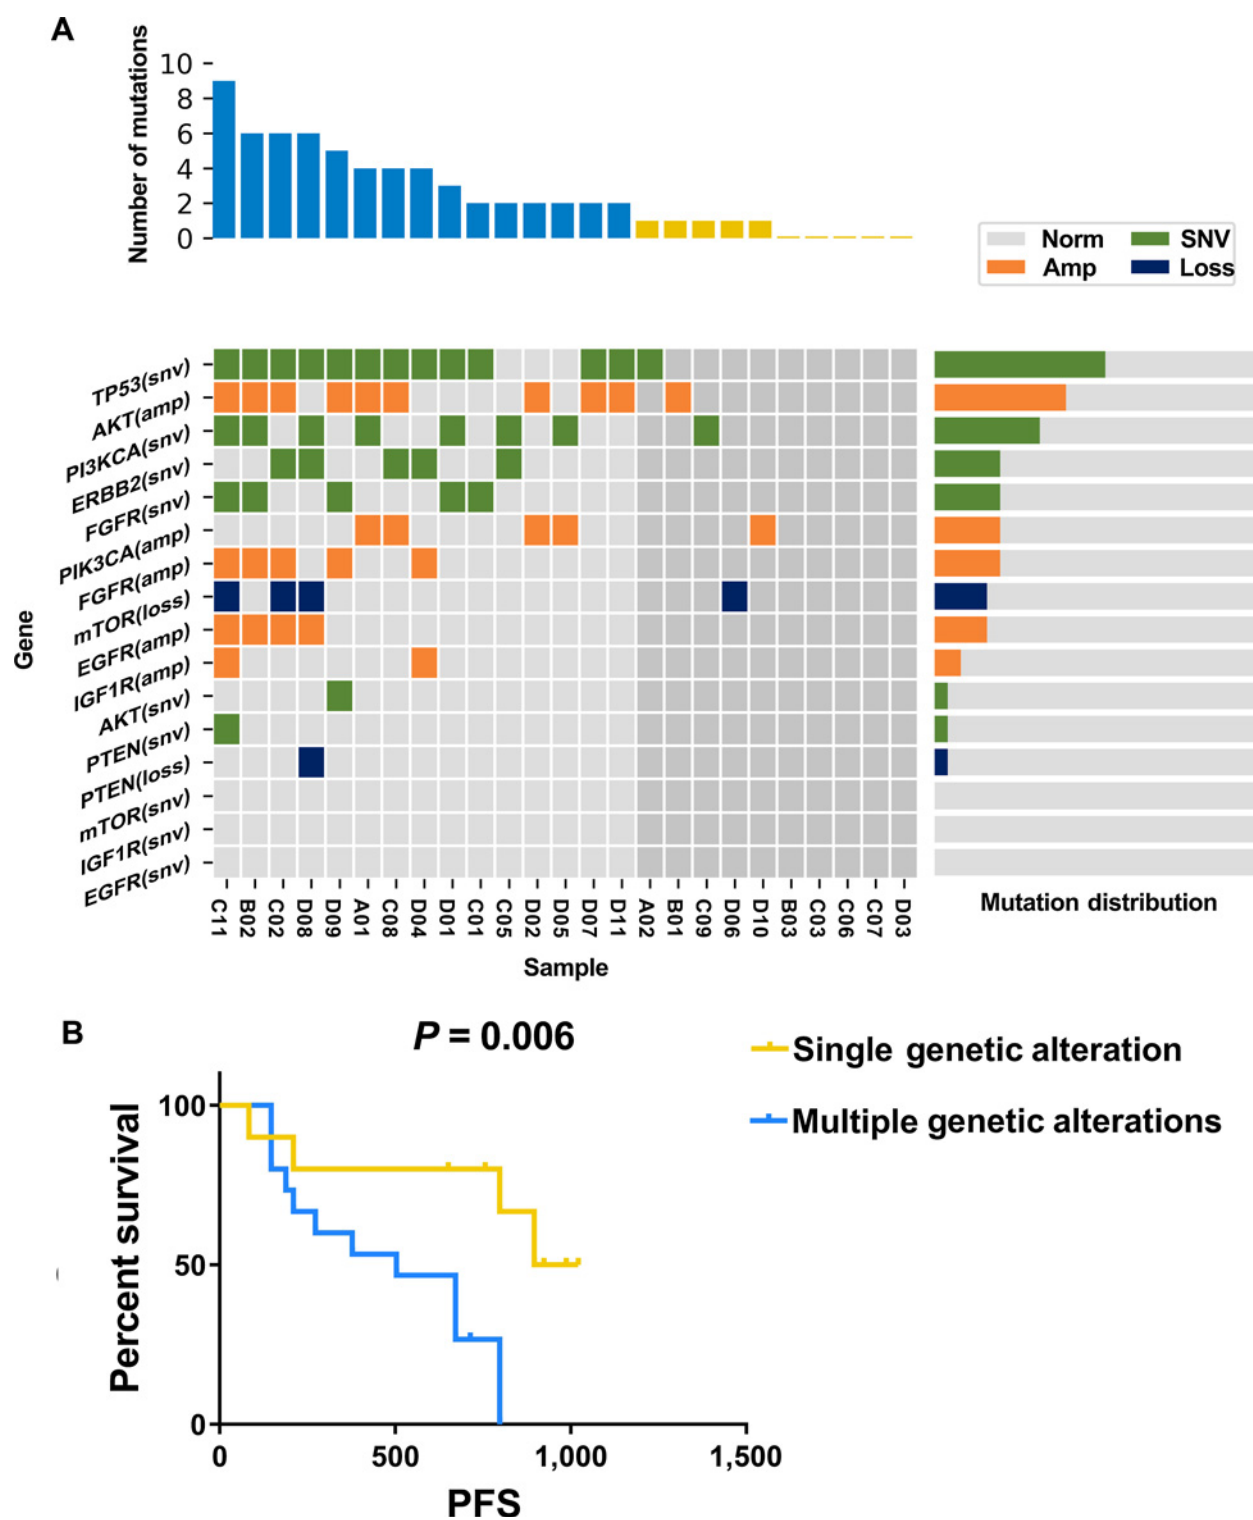 A
Number of mutations
10
8
6
4
2
0
Norm
SNV
Amp
Loss
Gene
TP53(snv)
AKT(amp)
PI3KCA(snv)
ERBB2(snv)
FGFR(snv)
PIK3CA(amp)
FGFR(amp)
mTOR(loss)
EGFR(amp)
IGF1R(amp)
AKT(snv)
PTEN(snv)
PTEN(loss)
mTOR(snv)
IGF1R(snv)
EGFR(snv)
C11 B02 C02 D08 D09 A01 C08 D04 D01 C01 C05 D02 D05 D07 D11 A02 B01 C09 D06 D10 B03 C03 C06 C07 D03
Sample
Mutation distribution
B
P = 0.006
Single genetic alteration
Multiple genetic alterations
Percent survival
100
50
0
0 500 1,000 1,500
PFS